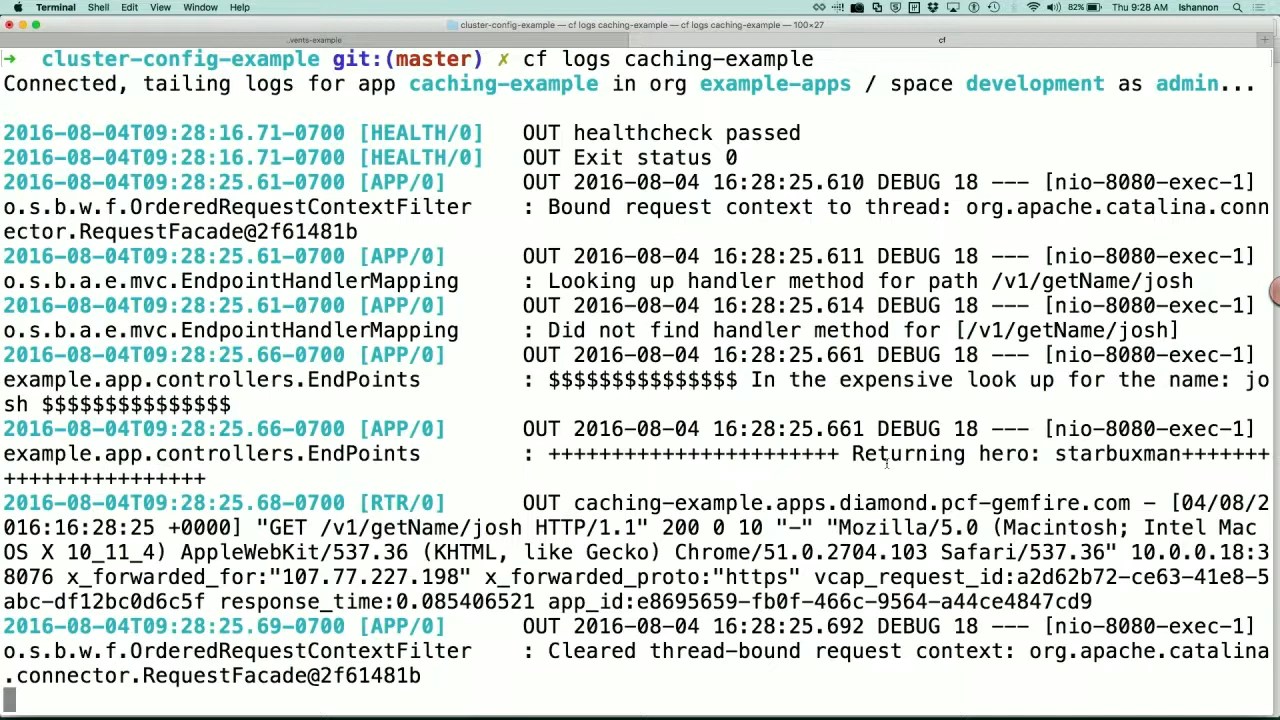 Terminal Shell Edit View Window Help 82% Thu 9:28 AM lshannon
cluster-config-example — cf logs caching-example — cf logs caching-example — 100×27
..vents-example cf
→ cluster-config-example git:(master) ✗ cf logs caching-example
Connected, tailing logs for app caching-example in org example-apps / space development as admin...
2016-08-04T09:28:16.71-0700 [HEALTH/0] OUT healthcheck passed
2016-08-04T09:28:16.71-0700 [HEALTH/0] OUT Exit status 0
2016-08-04T09:28:25.61-0700 [APP/0] OUT 2016-08-04 16:28:25.610 DEBUG 18 --- [nio-8080-exec-1]
o.s.b.w.f.OrderedRequestContextFilter : Bound request context to thread: org.apache.catalina.conn
ector.RequestFacade@2f61481b
2016-08-04T09:28:25.61-0700 [APP/0] OUT 2016-08-04 16:28:25.611 DEBUG 18 --- [nio-8080-exec-1]
o.s.b.a.e.mvc.EndpointHandlerMapping : Looking up handler method for path /v1/getName/josh
2016-08-04T09:28:25.61-0700 [APP/0] OUT 2016-08-04 16:28:25.614 DEBUG 18 --- [nio-8080-exec-1]
o.s.b.a.e.mvc.EndpointHandlerMapping : Did not find handler method for [/v1/getName/josh]
2016-08-04T09:28:25.66-0700 [APP/0] OUT 2016-08-04 16:28:25.661 DEBUG 18 --- [nio-8080-exec-1]
example.app.controllers.EndPoints : $$$$$$$$$$$$$$$ In the expensive look up for the name: jo
sh $$$$$$$$$$$$$$$
2016-08-04T09:28:25.66-0700 [APP/0] OUT 2016-08-04 16:28:25.661 DEBUG 18 --- [nio-8080-exec-1]
example.app.controllers.EndPoints : +++++++++++++++++++++++ Returning hero: starbuxman+++++++
++++++++++++++++
2016-08-04T09:28:25.68-0700 [RTR/0] OUT caching-example.apps.diamond.pcf-gemfire.com - [04/08/2
016:16:28:25 +0000] "GET /v1/getName/josh HTTP/1.1" 200 0 10 "-" "Mozilla/5.0 (Macintosh; Intel Mac
OS X 10_11_4) AppleWebKit/537.36 (KHTML, like Gecko) Chrome/51.0.2704.103 Safari/537.36" 10.0.0.18:3
8076 x_forwarded_for:"107.77.227.198" x_forwarded_proto:"https" vcap_request_id:a2d62b72-ce63-41e8-5
abc-df12bc0d6c5f response_time:0.085406521 app_id:e8695659-fb0f-466c-9564-a44ce4847cd9
2016-08-04T09:28:25.69-0700 [APP/0] OUT 2016-08-04 16:28:25.692 DEBUG 18 --- [nio-8080-exec-1]
o.s.b.w.f.OrderedRequestContextFilter : Cleared thread-bound request context: org.apache.catalina
.connector.RequestFacade@2f61481b